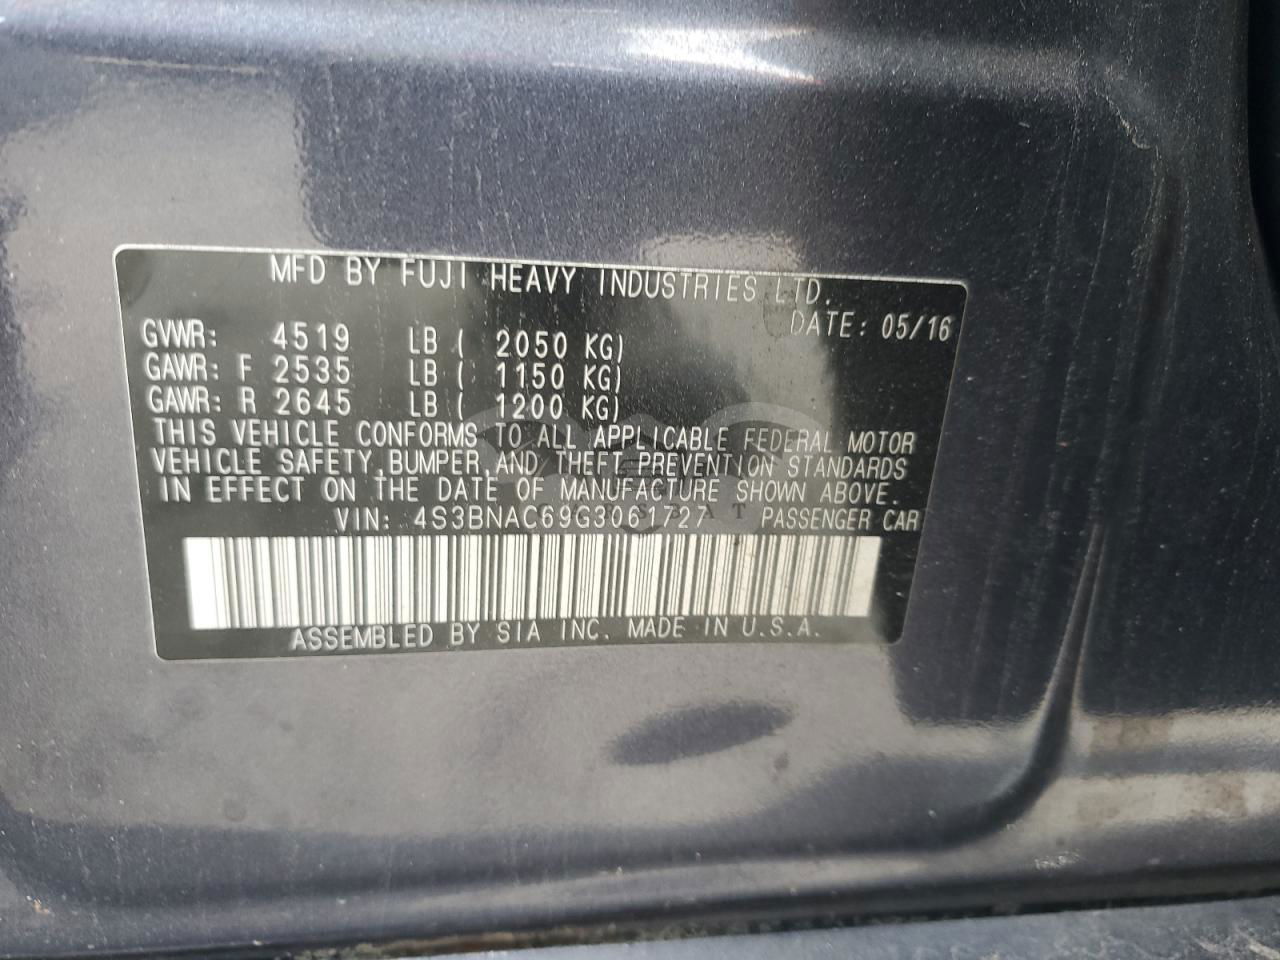 MFD BY FUJI HEAVY INDUSTRIES LTD.
DATE: 05/16
GVWR: 4519 LB ( 2050 KG)
GAWR: F 2535 LB ( 1150 KG)
GAWR: R 2645 LB ( 1200 KG)
THIS VEHICLE CONFORMS TO ALL APPLICABLE FEDERAL MOTOR
VEHICLE SAFETY,BUMPER,AND THEFT PREVENTION STANDARDS
IN EFFECT ON THE DATE OF MANUFACTURE SHOWN ABOVE.
VIN: 4S3BNAC69G3061727 PASSENGER CAR
ASSEMBLED BY SIA INC. MADE IN U.S.A.